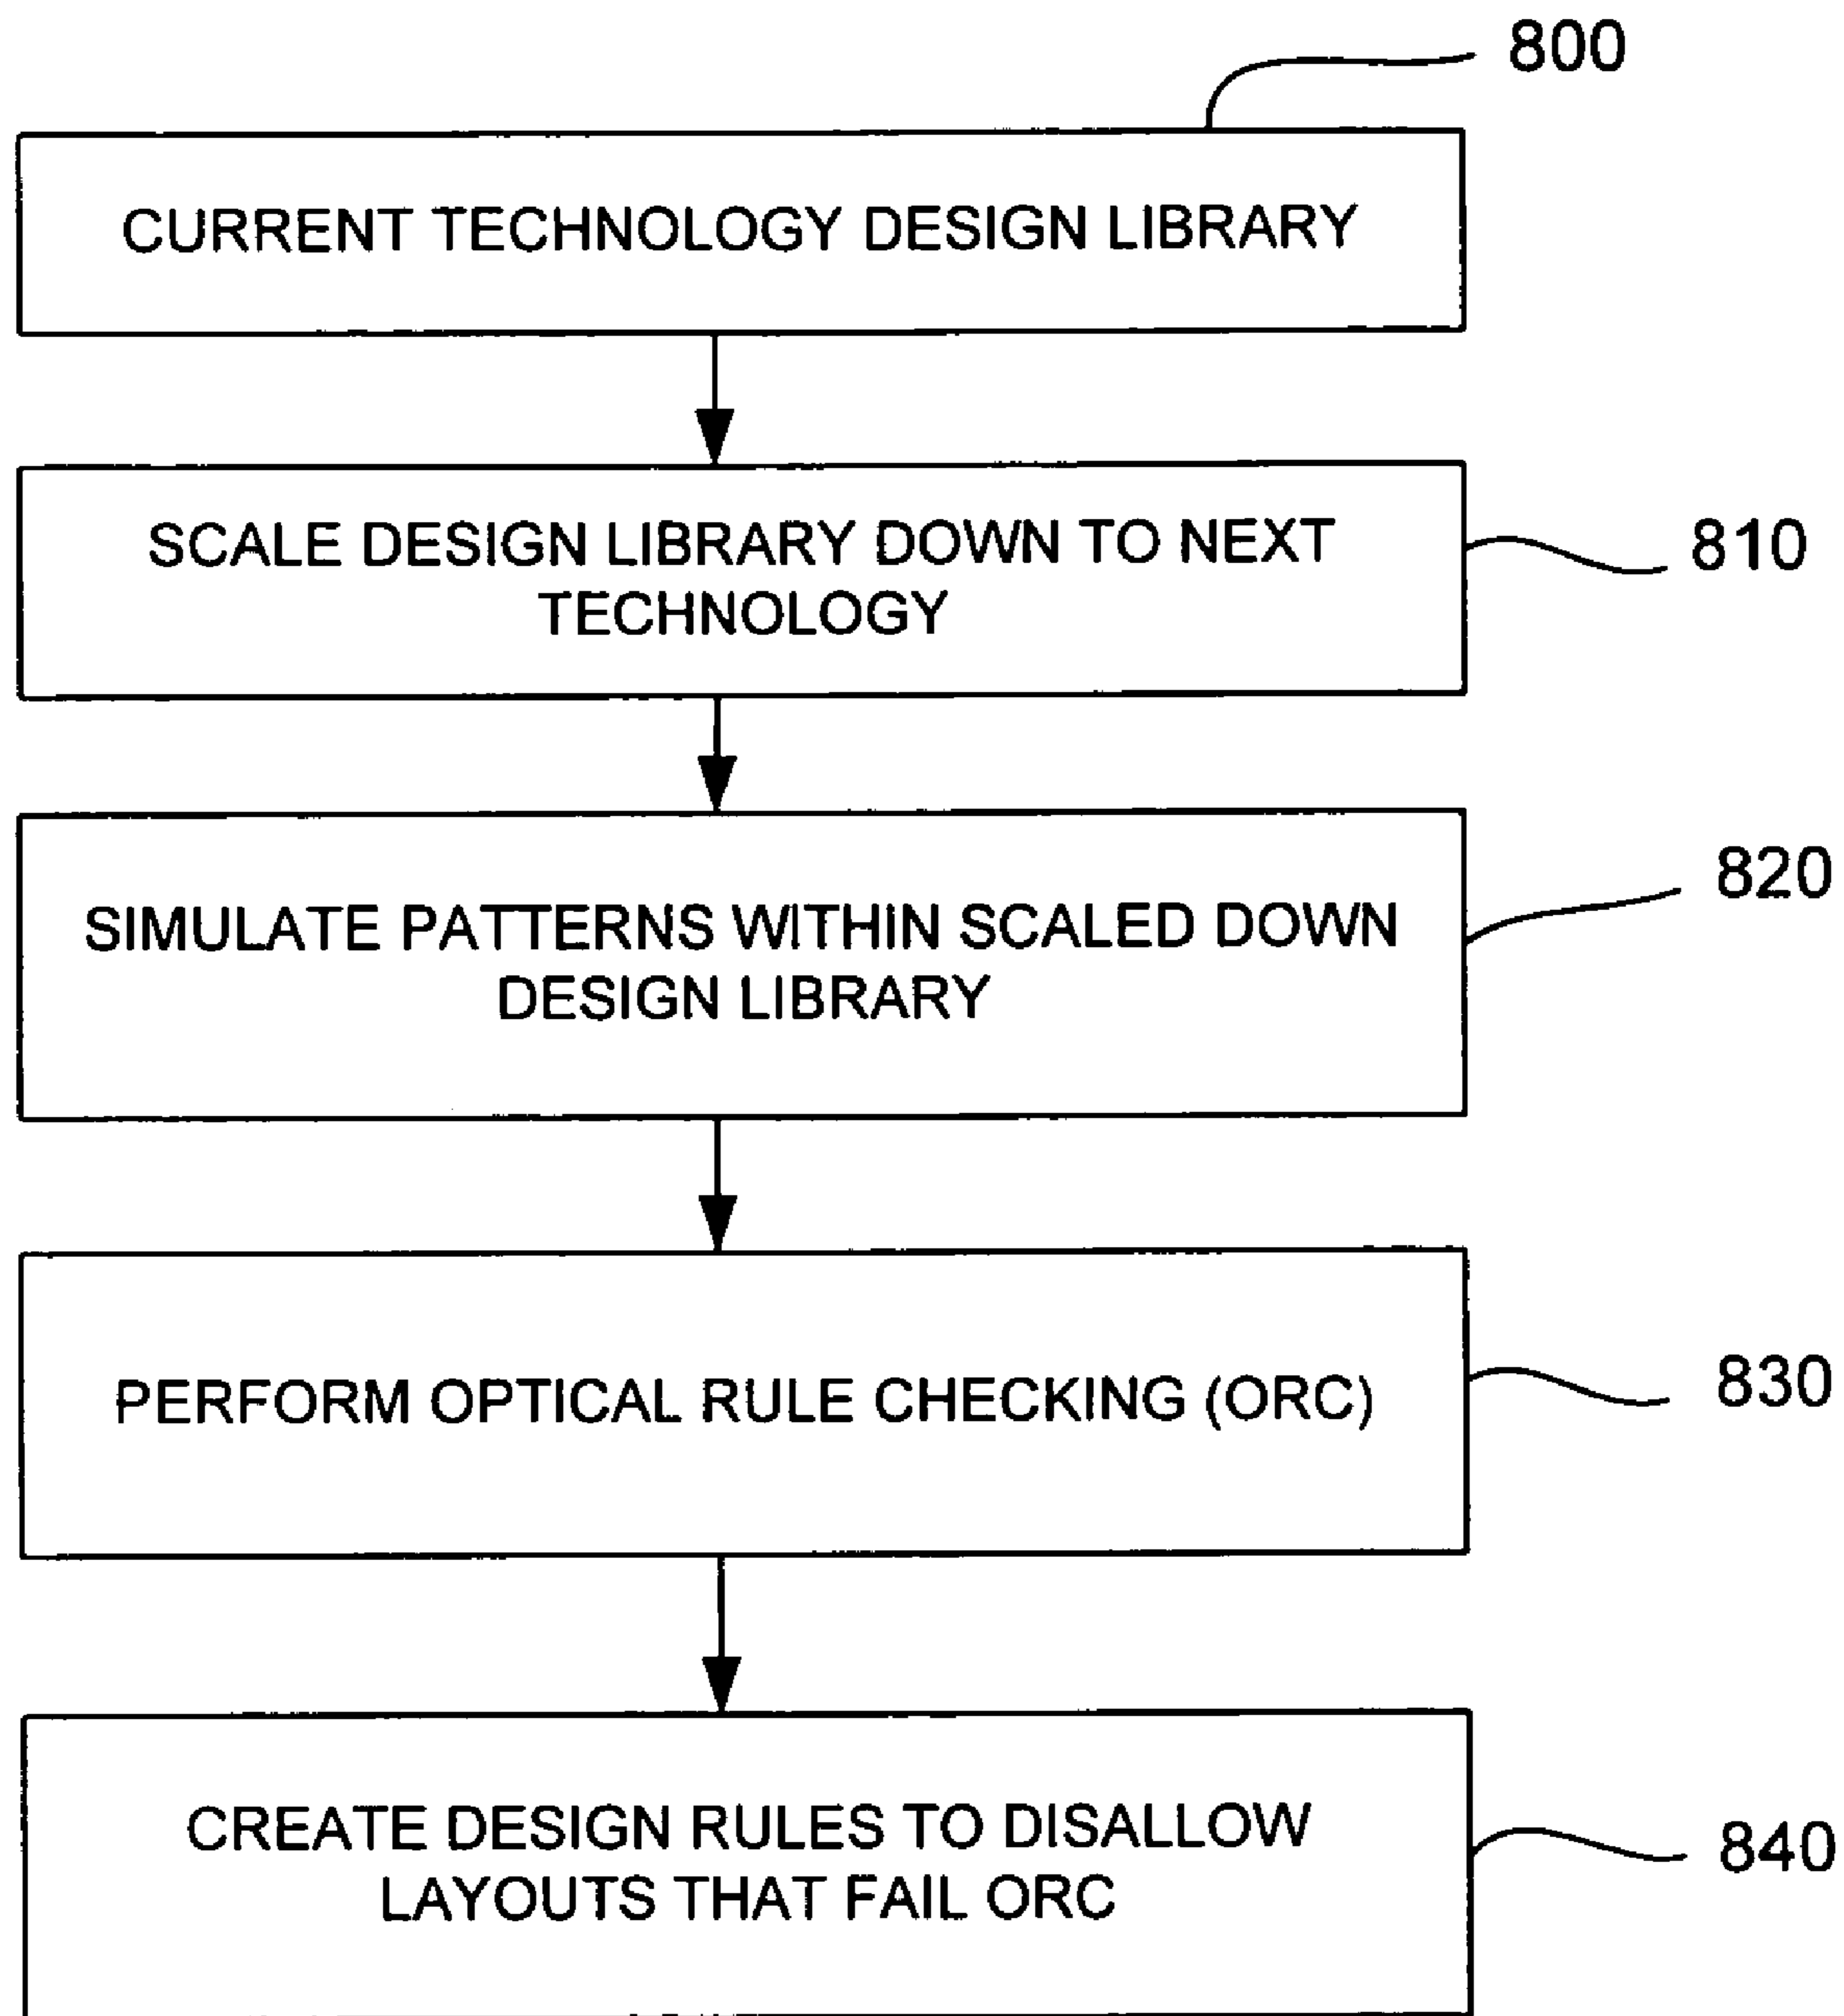 800
CURRENT TECHNOLOGY DESIGN LIBRARY
SCALE DESIGN LIBRARY DOWN TO NEXT
TECHNOLOGY
810
SIMULATE PATTERNS WITHIN SCALED DOWN
DESIGN LIBRARY
820
PERFORM OPTICAL RULE CHECKING (ORC)
830
CREATE DESIGN RULES TO DISALLOW
LAYOUTS THAT FAIL ORC
840